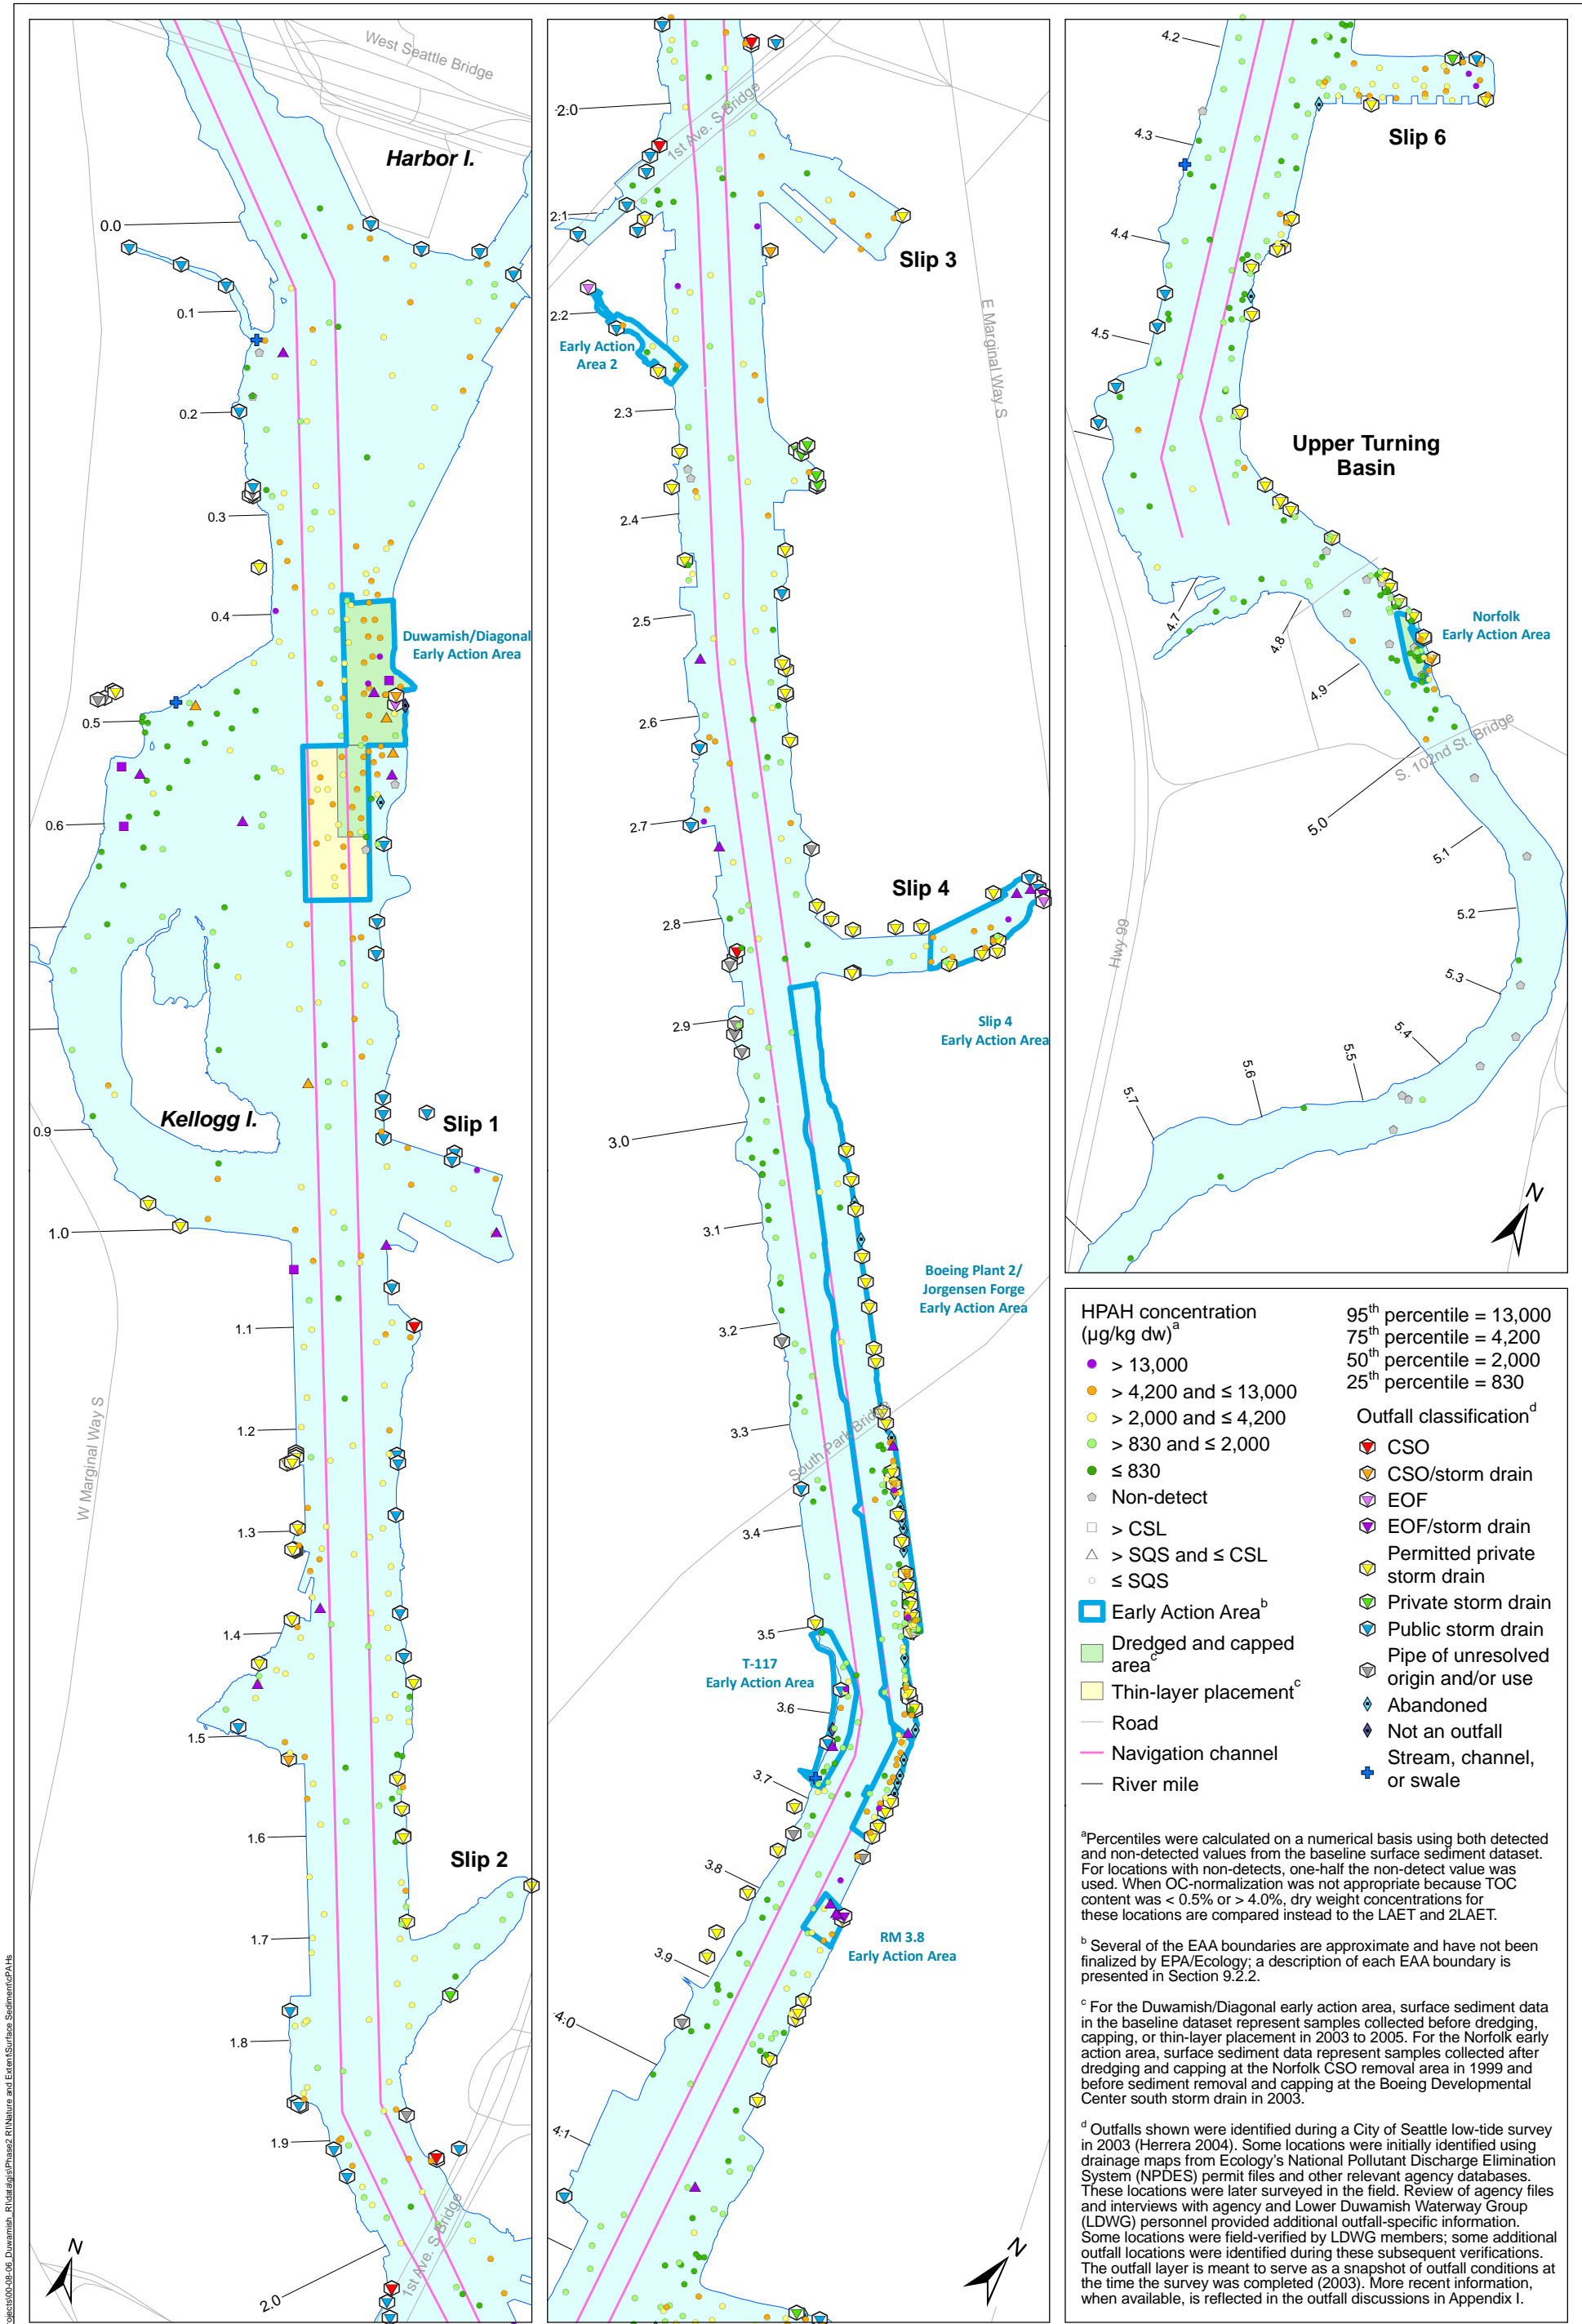 West Seattle Bridge
Harbor I.
0.0
0.1
0.2
0.3
0.4
Duwamish/Diagonal
Early Action Area
0.5
0.6
Kellogg I.
Slip 1
0.9
1.0
W Marginal Way S
1.1
1.2
1.3
1.4
1.5
1.6
Slip 2
1.7
1.8
1.9
1st Ave. S Bridge
2.0
N
2.0
1st Ave. S Bridge
2.1
Slip 3
2.2
Early Action
Area 2
E Marginal Way S
2.3
2.4
2.5
2.6
2.7
Slip 4
2.8
2.9
Slip 4
Early Action Area
3.0
3.1
Boeing Plant 2/
Jorgensen Forge
Early Action Area
3.2
3.3
South Park Bridge
3.4
3.5
T-117
Early Action Area
3.6
3.7
3.8
RM 3.8
Early Action Area
3.9
4.0
4.1
N
4.2
4.3
Slip 6
4.4
4.5
Upper Turning
Basin
4.7
4.8
Norfolk
Early Action Area
4.9
S. 102nd St. Bridge
5.0
5.1
5.2
Hwy 99
5.3
5.4
5.5
5.6
5.7
N
HPAH concentration
(µg/kg dw)a
> 13,000
> 4,200 and ≤ 13,000
> 2,000 and ≤ 4,200
> 830 and ≤ 2,000
≤ 830
Non-detect
> CSL
> SQS and ≤ CSL
≤ SQS
Early Action Areab
Dredged and capped
areac
Thin-layer placementc
Road
Navigation channel
River mile
95th percentile = 13,000
75th percentile = 4,200
50th percentile = 2,000
25th percentile = 830
Outfall classificationd
CSO
CSO/storm drain
EOF
EOF/storm drain
Permitted private
storm drain
Private storm drain
Public storm drain
Pipe of unresolved
origin and/or use
Abandoned
Not an outfall
Stream, channel,
or swale
aPercentiles were calculated on a numerical basis using both detected
and non-detected values from the baseline surface sediment dataset.
For locations with non-detects, one-half the non-detect value was
used. When OC-normalization was not appropriate because TOC
content was < 0.5% or > 4.0%, dry weight concentrations for
these locations are compared instead to the LAET and 2LAET.
b Several of the EAA boundaries are approximate and have not been
finalized by EPA/Ecology; a description of each EAA boundary is
presented in Section 9.2.2.
c For the Duwamish/Diagonal early action area, surface sediment data
in the baseline dataset represent samples collected before dredging,
capping, or thin-layer placement in 2003 to 2005. For the Norfolk early
action area, surface sediment data represent samples collected after
dredging and capping at the Norfolk CSO removal area in 1999 and
before sediment removal and capping at the Boeing Developmental
Center south storm drain in 2003.
d Outfalls shown were identified during a City of Seattle low-tide survey
in 2003 (Herrera 2004). Some locations were initially identified using
drainage maps from Ecology's National Pollutant Discharge Elimination
System (NPDES) permit files and other relevant agency databases.
These locations were later surveyed in the field. Review of agency files
and interviews with agency and Lower Duwamish Waterway Group
(LDWG) personnel provided additional outfall-specific information.
Some locations were field-verified by LDWG members; some additional
outfall locations were identified during these subsequent verifications.
The outfall layer is meant to serve as a snapshot of outfall conditions at
the time the survey was completed (2003). More recent information,
when available, is reflected in the outfall discussions in Appendix I.